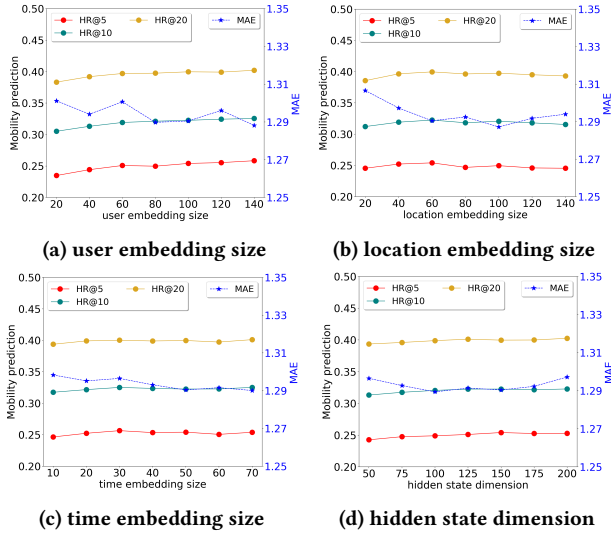 0.50
0.45
0.40
0.35
0.30
0.25
0.20
Mobility prediction
HR@5
HR@10
HR@20
MAE
1.35
1.33
1.31
1.29
1.27
1.25
MAE
20 40 60 80 100 120 140
user embedding size
(a) user embedding size
0.50
0.45
0.40
0.35
0.30
0.25
0.20
Mobility prediction
HR@5
HR@10
HR@20
MAE
1.35
1.33
1.31
1.29
1.27
1.25
MAE
20 40 60 80 100 120 140
location embedding size
(b) location embedding size
0.50
0.45
0.40
0.35
0.30
0.25
0.20
Mobility prediction
HR@5
HR@10
HR@20
MAE
1.35
1.33
1.31
1.29
1.27
1.25
MAE
10 20 30 40 50 60 70
time embedding size
(c) time embedding size
0.50
0.45
0.40
0.35
0.30
0.25
0.20
Mobility prediction
HR@5
HR@10
HR@20
MAE
1.35
1.33
1.31
1.29
1.27
1.25
MAE
50 75 100 125 150 175 200
hidden state dimension
(d) hidden state dimension